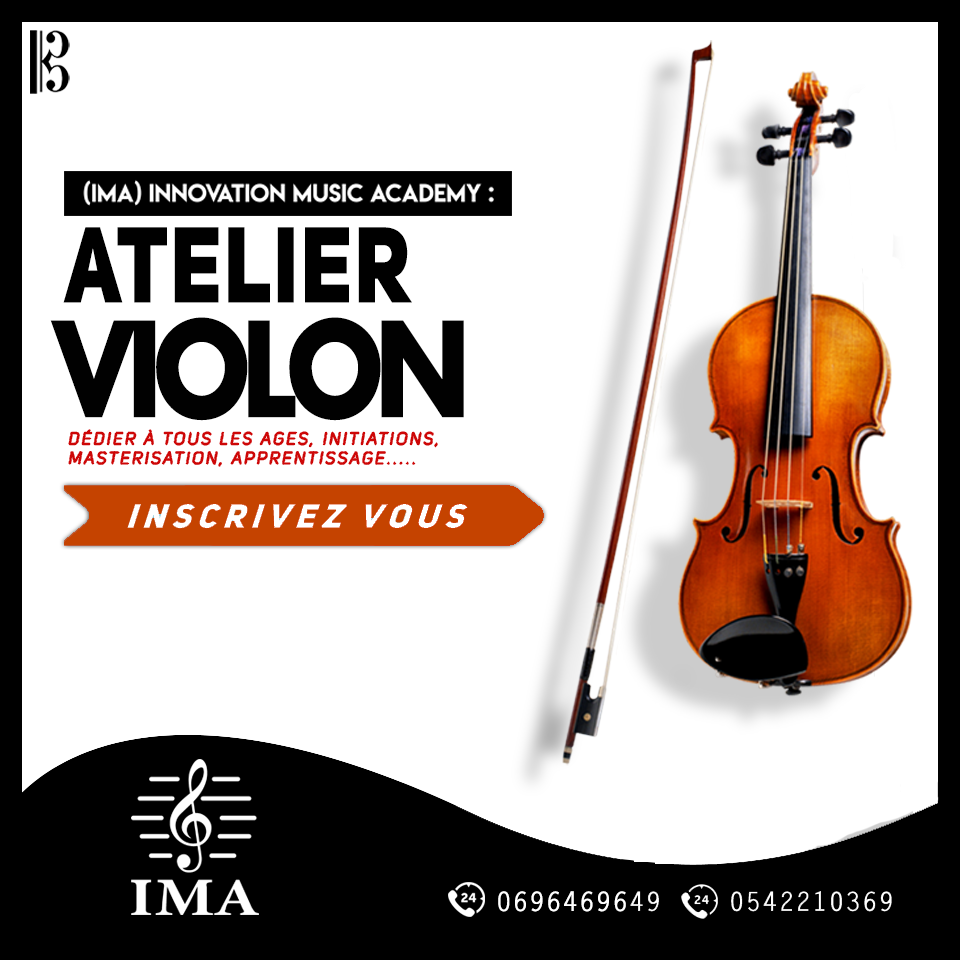 (IMA) INNOVATION MUSIC ACADEMY :
ATELIER
VIOLON
DÉDIER À TOUS LES AGES, INITIATIONS,
MASTERISATION, APPRENTISSAGE.....
INSCRIVEZ VOUS
IMA
24 0696469649 24 0542210369